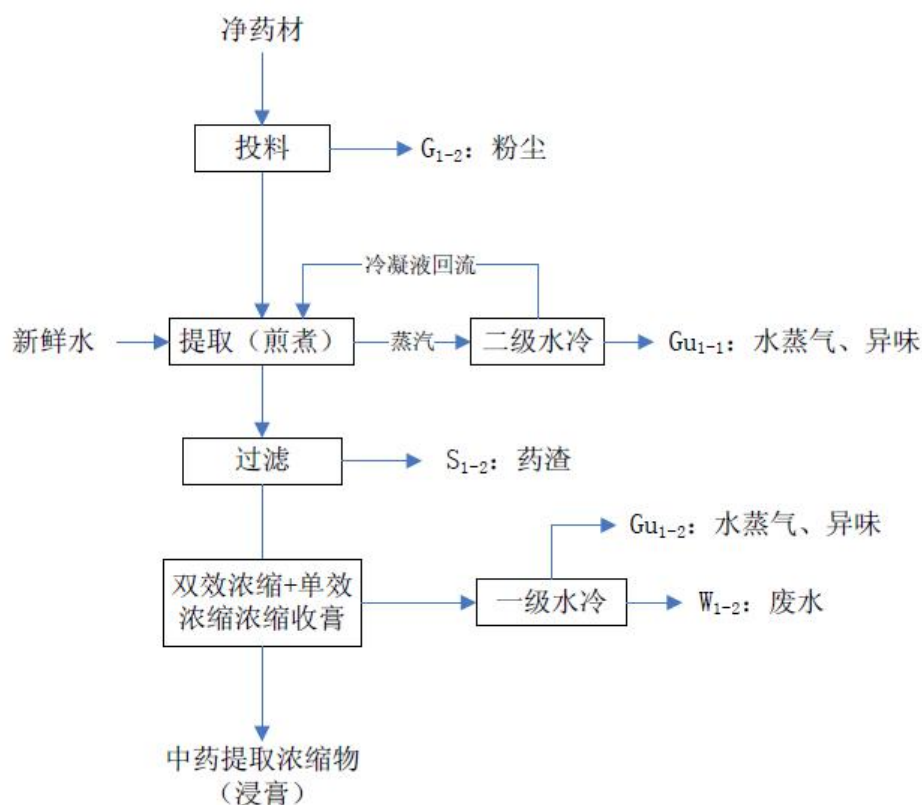 净药材
投料
G₁₋₂：粉尘
冷凝液回流
新鲜水
提取（煎煮）
蒸汽
二级水冷
Gu₁₋₁：水蒸气、异味
过滤
S₁₋₂：药渣
Gu₁₋₂：水蒸气、异味
双效浓缩+单效
浓缩浓缩收膏
一级水冷
W₁₋₂：废水
中药提取浓缩物
（浸膏）